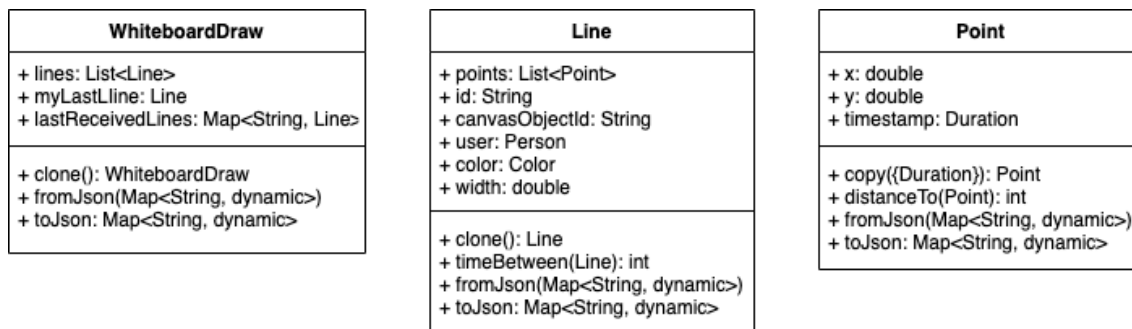 WhiteboardDraw
+ lines: List<Line>
+ myLastLline: Line
+ lastReceivedLines: Map<String, Line>
+ clone(): WhiteboardDraw
+ fromJson(Map<String, dynamic>)
+ toJson: Map<String, dynamic>
Line
+ points: List<Point>
+ id: String
+ canvasObjectId: String
+ user: Person
+ color: Color
+ width: double
+ clone(): Line
+ timeBetween(Line): int
+ fromJson(Map<String, dynamic>)
+ toJson: Map<String, dynamic>
Point
+ x: double
+ y: double
+ timestamp: Duration
+ copy({Duration}): Point
+ distanceTo(Point): int
+ fromJson(Map<String, dynamic>)
+ toJson: Map<String, dynamic>